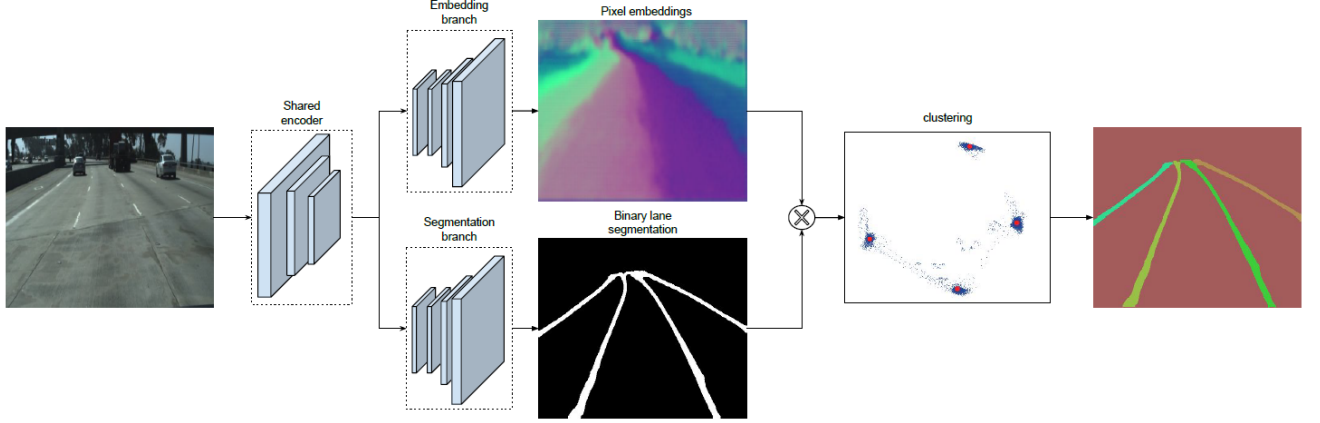 Embedding
branch
Pixel embeddings
Shared
encoder
clustering
Segmentation
branch
Binary lane
segmentation